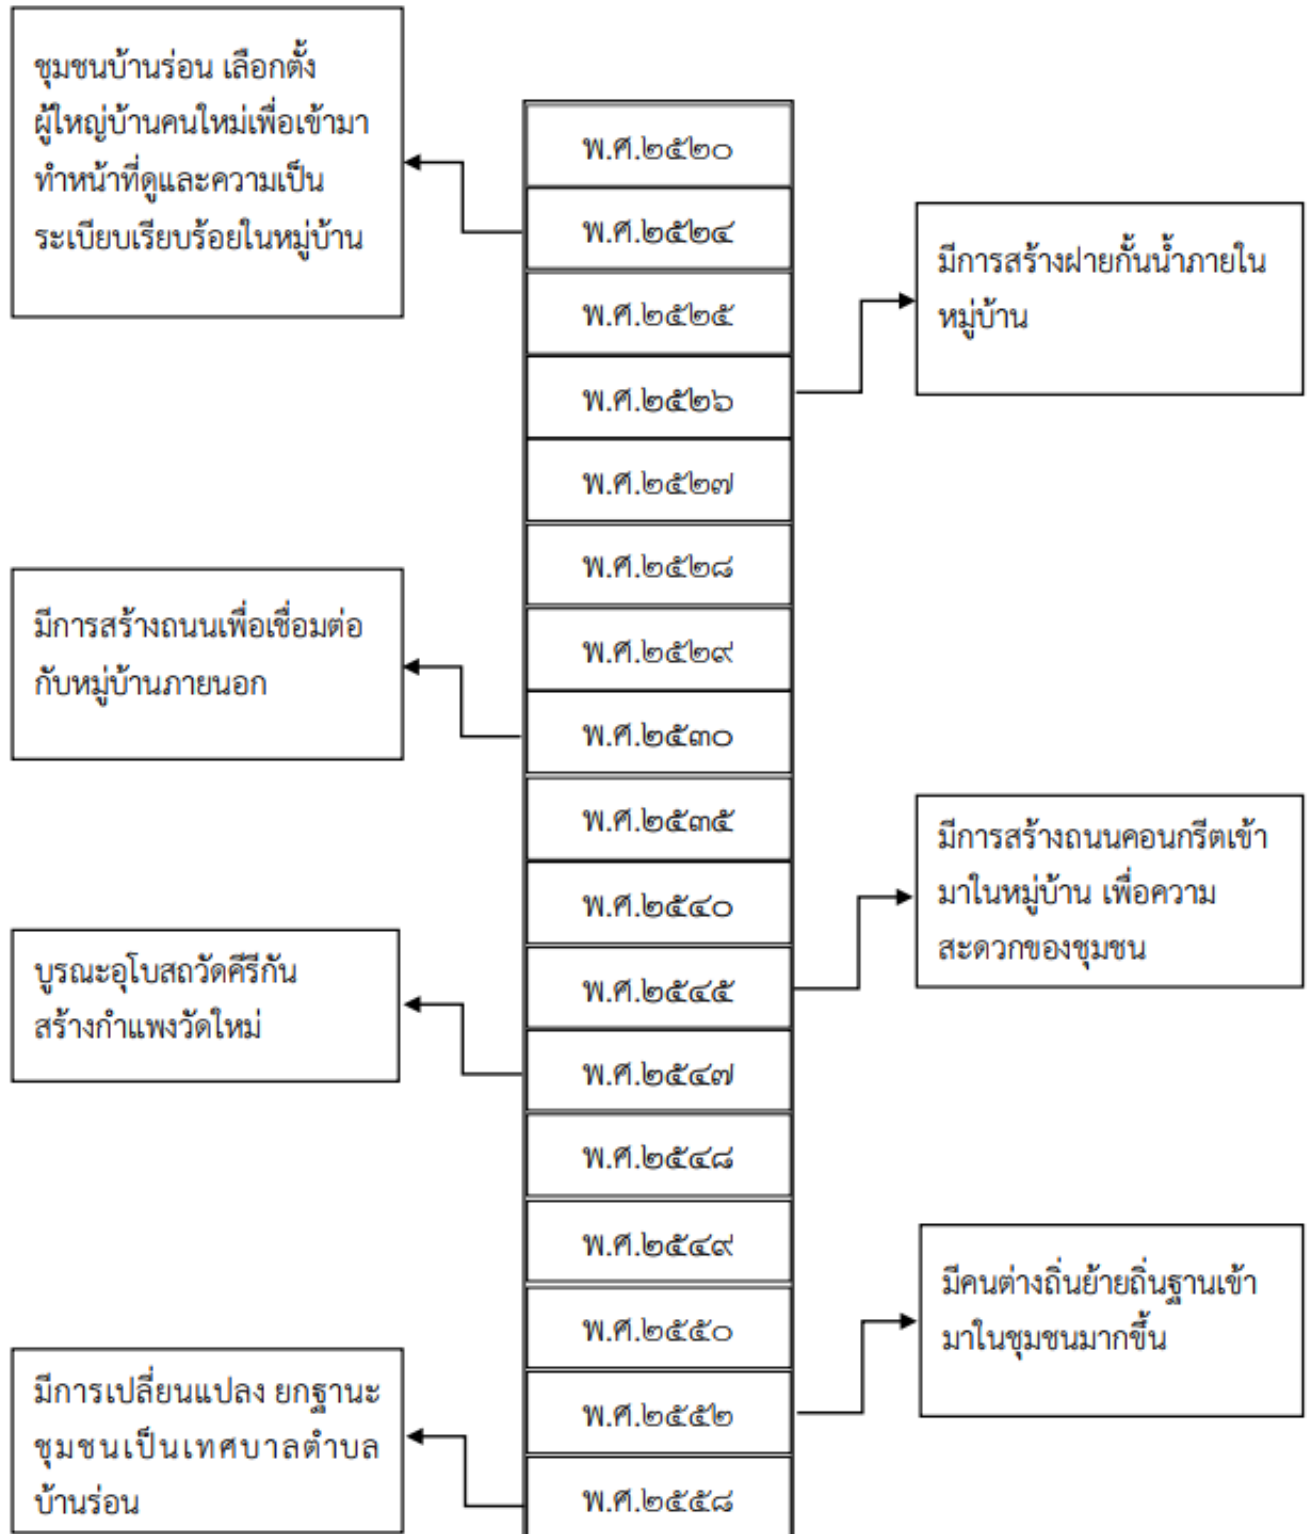 ชุมชนบ้านร่อน เลือกตั้ง
ผู้ใหญ่บ้านคนใหม่เพื่อเข้ามา
ทำหน้าที่ดูและความเป็น
ระเบียบเรียบร้อยในหมู่บ้าน
พ.ศ.๒๕๒๐
พ.ศ.๒๕๒๔
มีการสร้างฝายกั้นน้ำภายใน
หมู่บ้าน
พ.ศ.๒๕๒๕
พ.ศ.๒๕๒๖
พ.ศ.๒๕๒๗
พ.ศ.๒๕๒๘
มีการสร้างถนนเพื่อเชื่อมต่อ
กับหมู่บ้านภายนอก
พ.ศ.๒๕๒๙
พ.ศ.๒๕๓๐
พ.ศ.๒๕๓๕
มีการสร้างถนนคอนกรีตเข้า
มาในหมู่บ้าน เพื่อความ
สะดวกของชุมชน
พ.ศ.๒๕๔๐
บูรณะอุโบสถวัดคีรีกัน
สร้างกำแพงวัดใหม่
พ.ศ.๒๕๔๕
พ.ศ.๒๕๔๗
พ.ศ.๒๕๔๘
พ.ศ.๒๕๔๙
มีคนต่างถิ่นย้ายถิ่นฐานเข้า
มาในชุมชนมากขึ้น
พ.ศ.๒๕๕๐
มีการเปลี่ยนแปลง ยกฐานะ
ชุมชนเป็นเทศบาลตำบล
บ้านร่อน
พ.ศ.๒๕๕๒
พ.ศ.๒๕๕๘